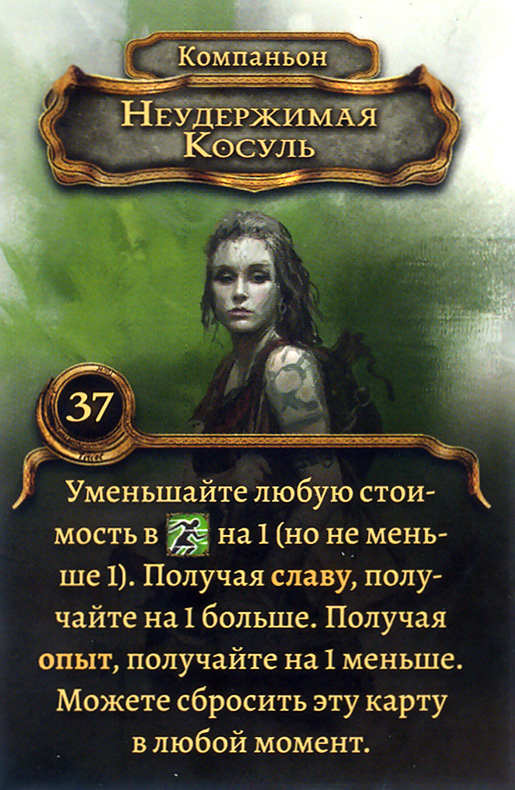 Компаньон
Неудержимая
Косуль
37
Уменьшайте любую стои-
мость в на 1 (но не мень-
ше 1). Получая славу, полу-
чайте на 1 больше. Получая
опыт, получайте на 1 меньше.
Можете сбросить эту карту
в любой момент.